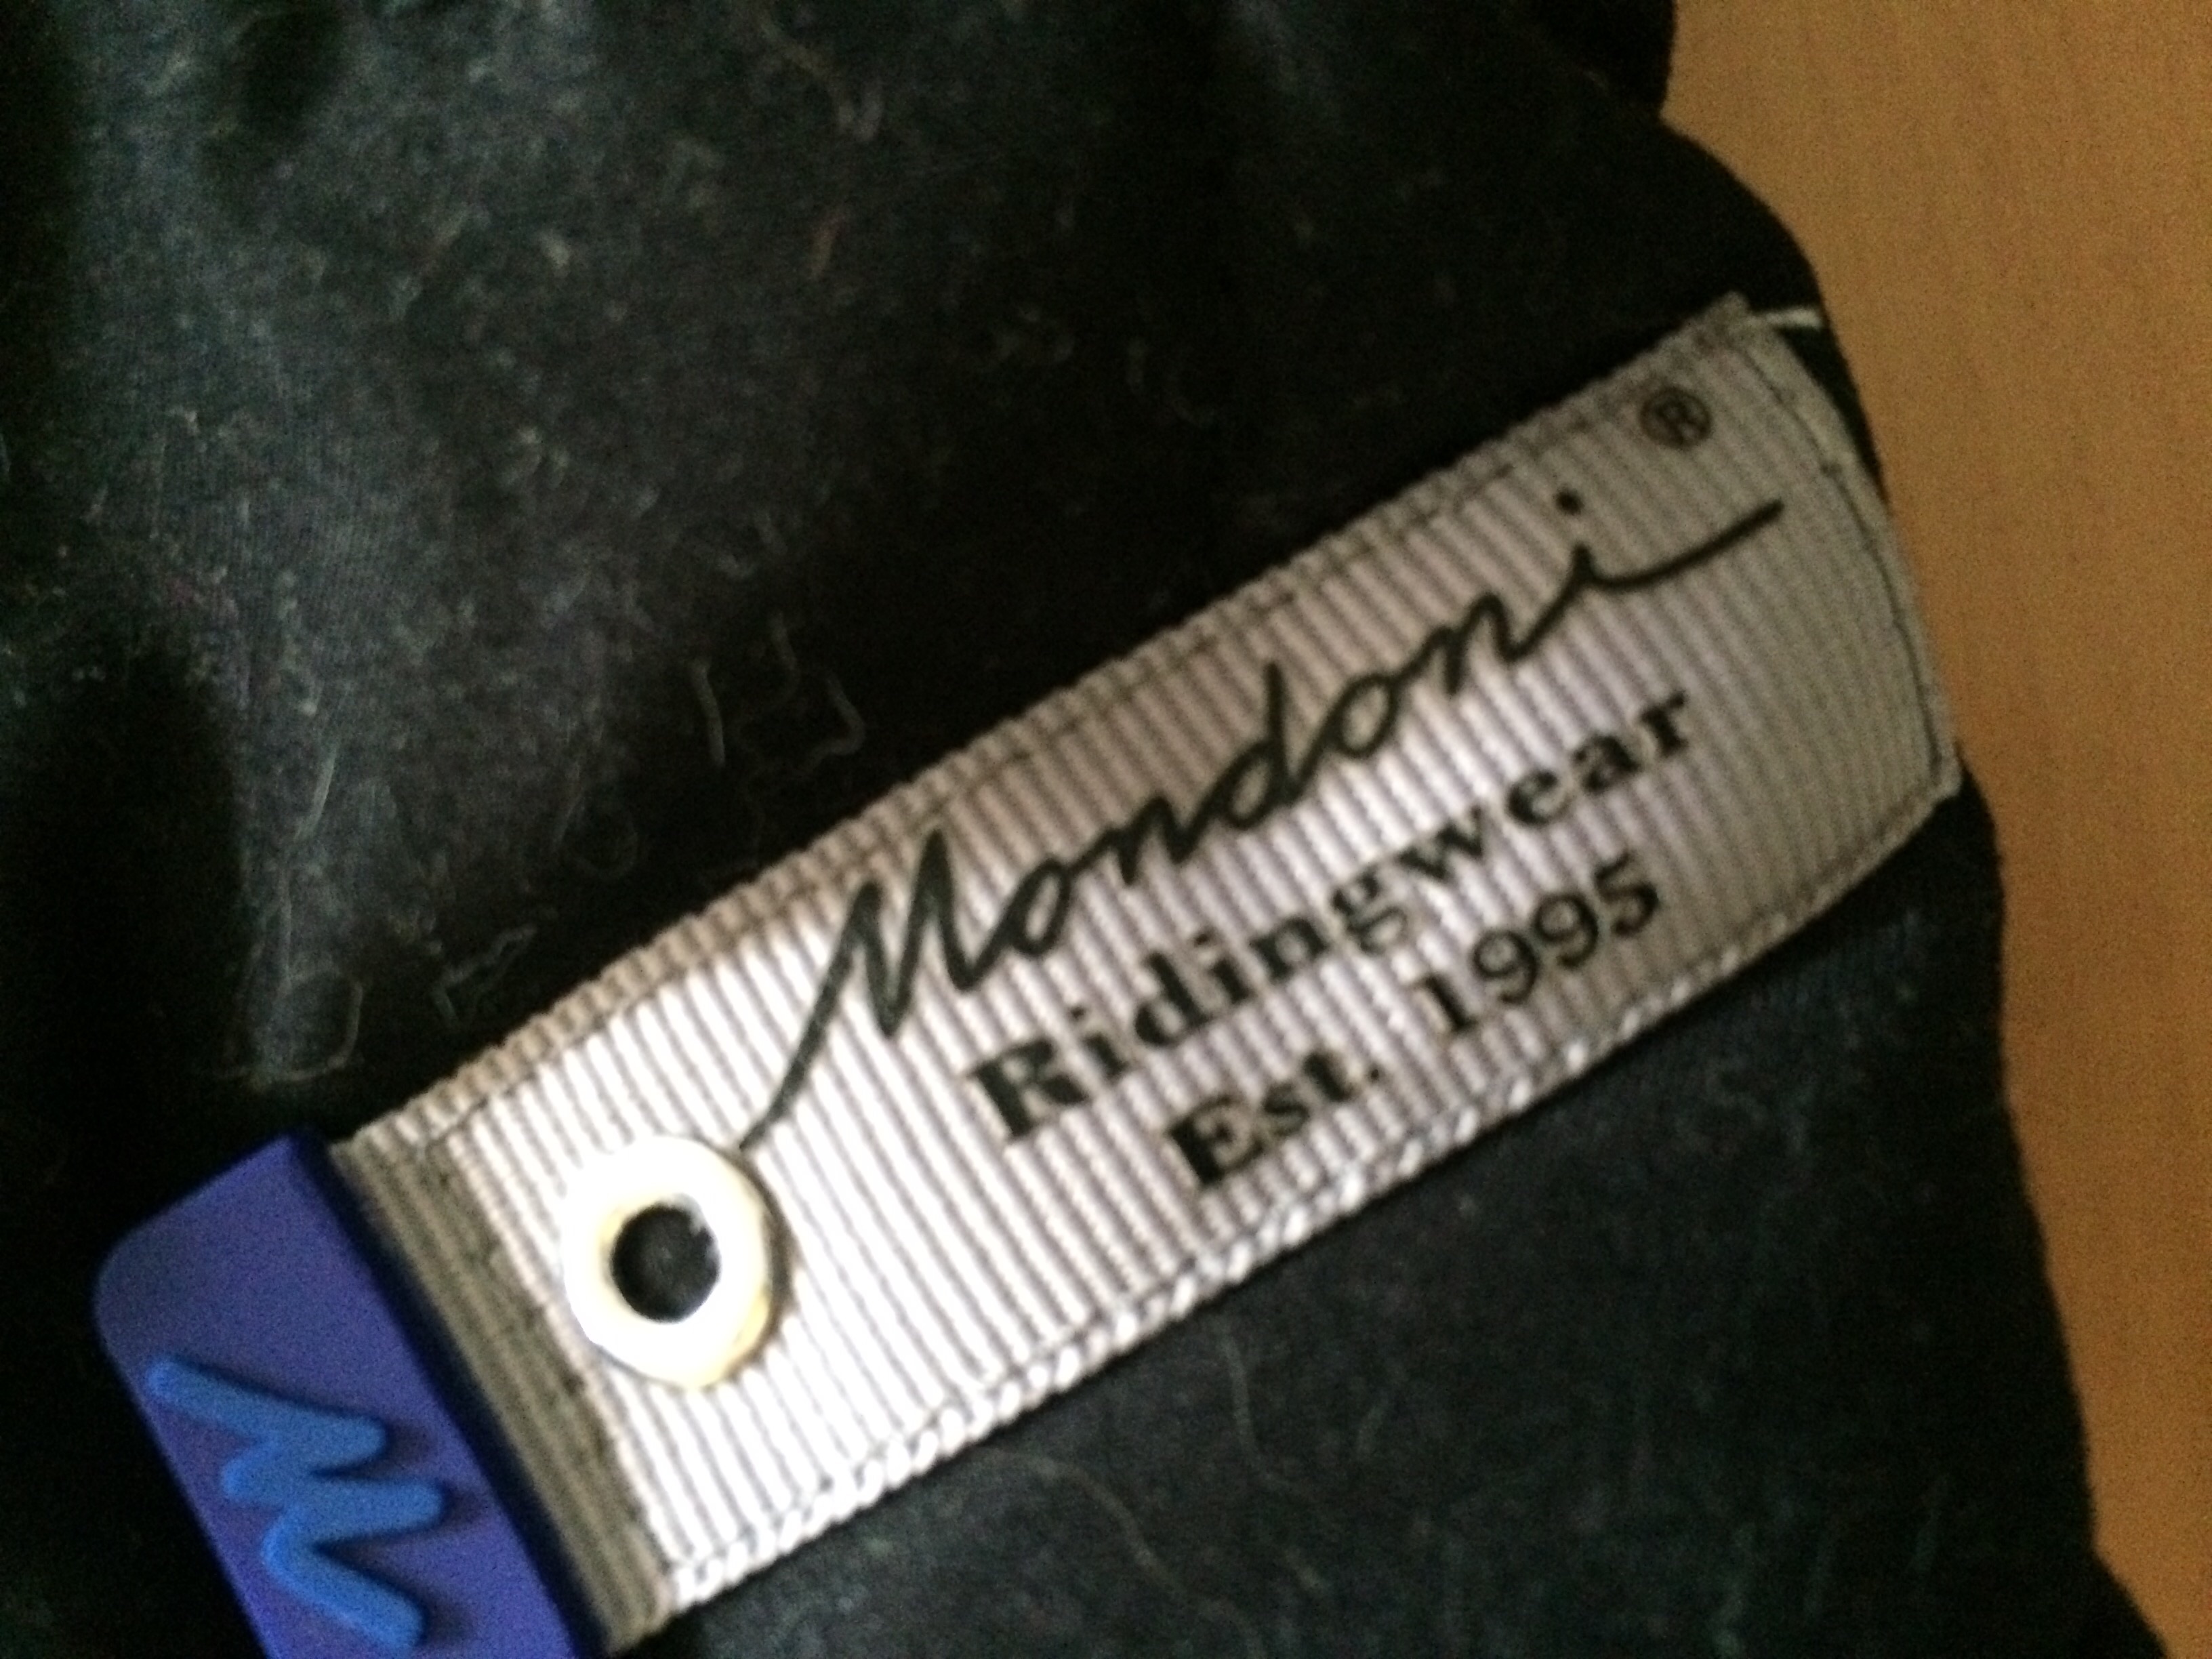 Mondoni ®
Ridingwear
Est. 1995
M